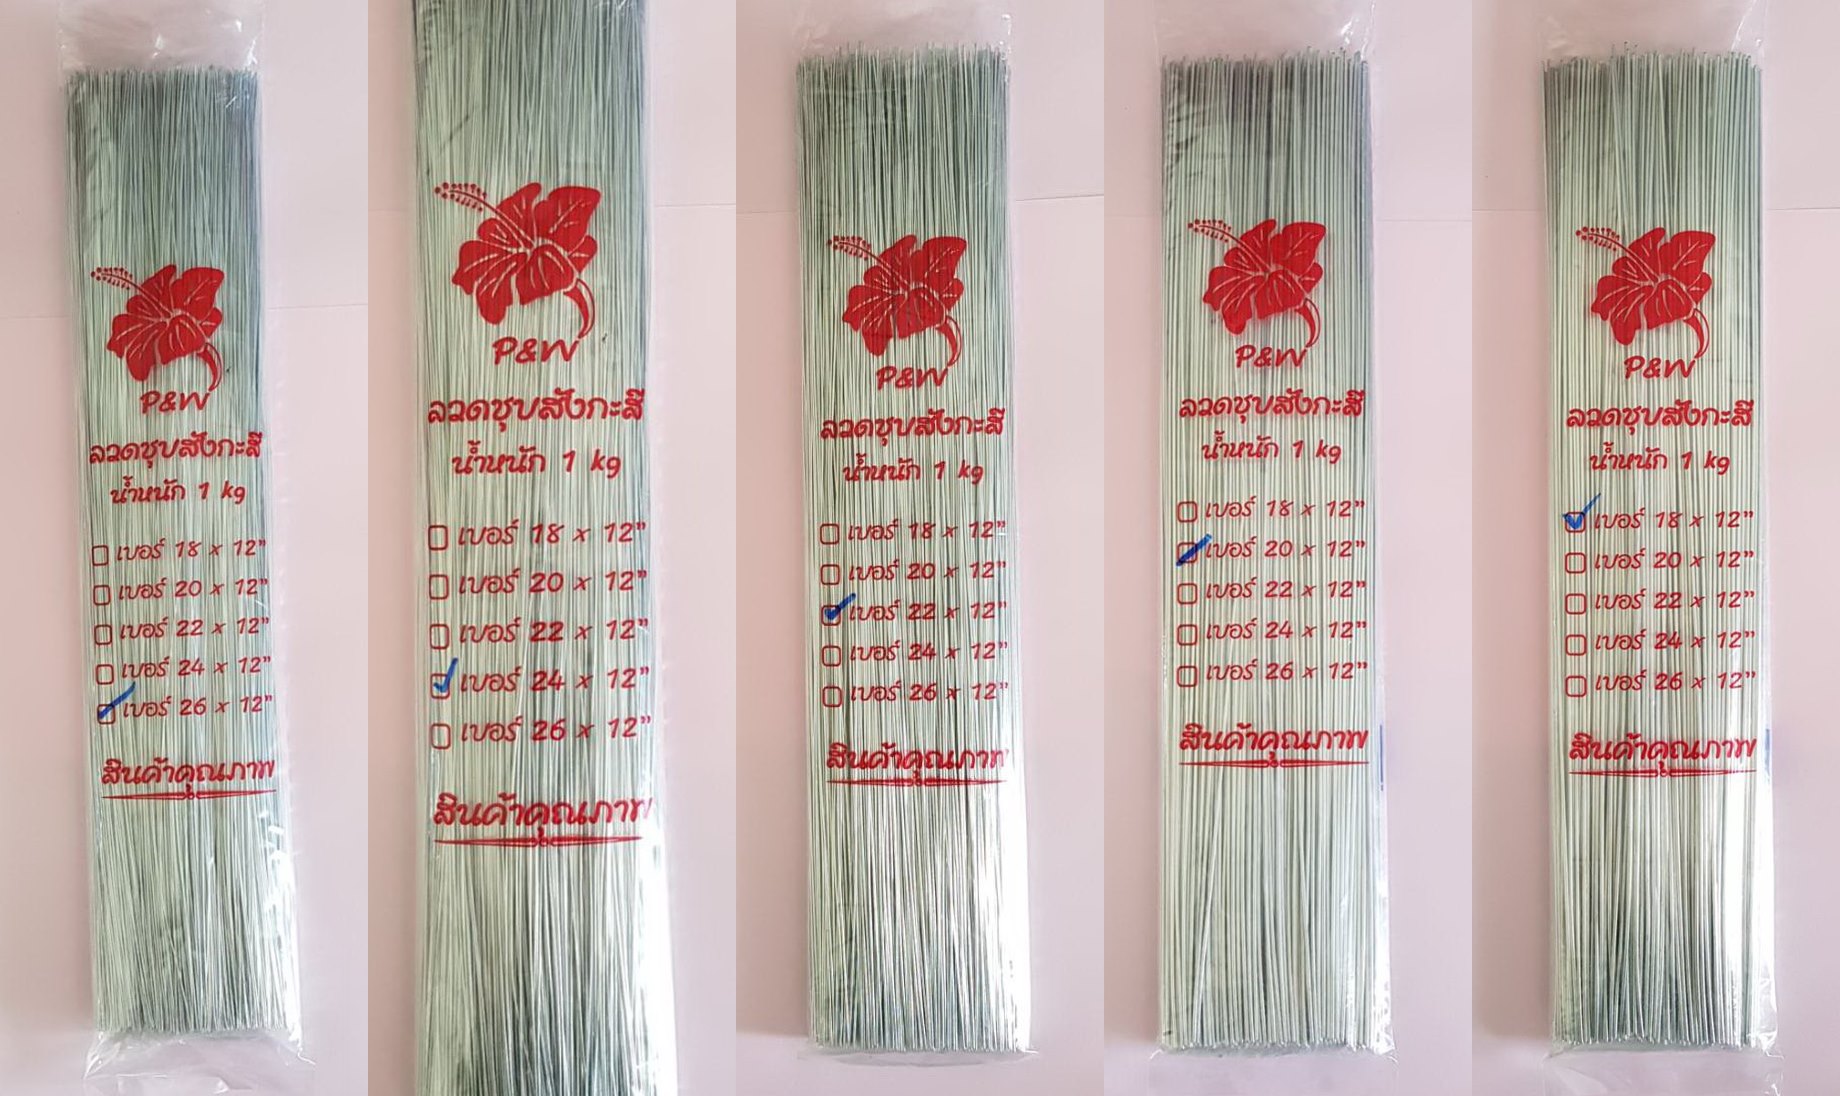 P&W
ลวดชุบสังกะสี
น้ำหนัก 1 kg
เบอร์ 18 x 12"
เบอร์ 20 x 12"
เบอร์ 22 x 12"
เบอร์ 24 x 12"
เบอร์ 26 x 12"
สินค้าคุณภาพ
P&W
ลวดชุบสังกะสี
น้ำหนัก 1 kg
เบอร์ 18 x 12"
เบอร์ 20 x 12"
เบอร์ 22 x 12"
เบอร์ 24 x 12"
เบอร์ 26 x 12"
สินค้าคุณภาพ
P&W
ลวดชุบสังกะสี
น้ำหนัก 1 kg
เบอร์ 18 x 12"
เบอร์ 20 x 12"
เบอร์ 22 x 12"
เบอร์ 24 x 12"
เบอร์ 26 x 12"
สินค้าคุณภาพ
P&W
ลวดชุบสังกะสี
น้ำหนัก 1 kg
เบอร์ 18 x 12"
เบอร์ 20 x 12"
เบอร์ 22 x 12"
เบอร์ 24 x 12"
เบอร์ 26 x 12"
สินค้าคุณภาพ
P&W
ลวดชุบสังกะสี
น้ำหนัก 1 kg
เบอร์ 18 x 12"
เบอร์ 20 x 12"
เบอร์ 22 x 12"
เบอร์ 24 x 12"
เบอร์ 26 x 12"
สินค้าคุณภาพ